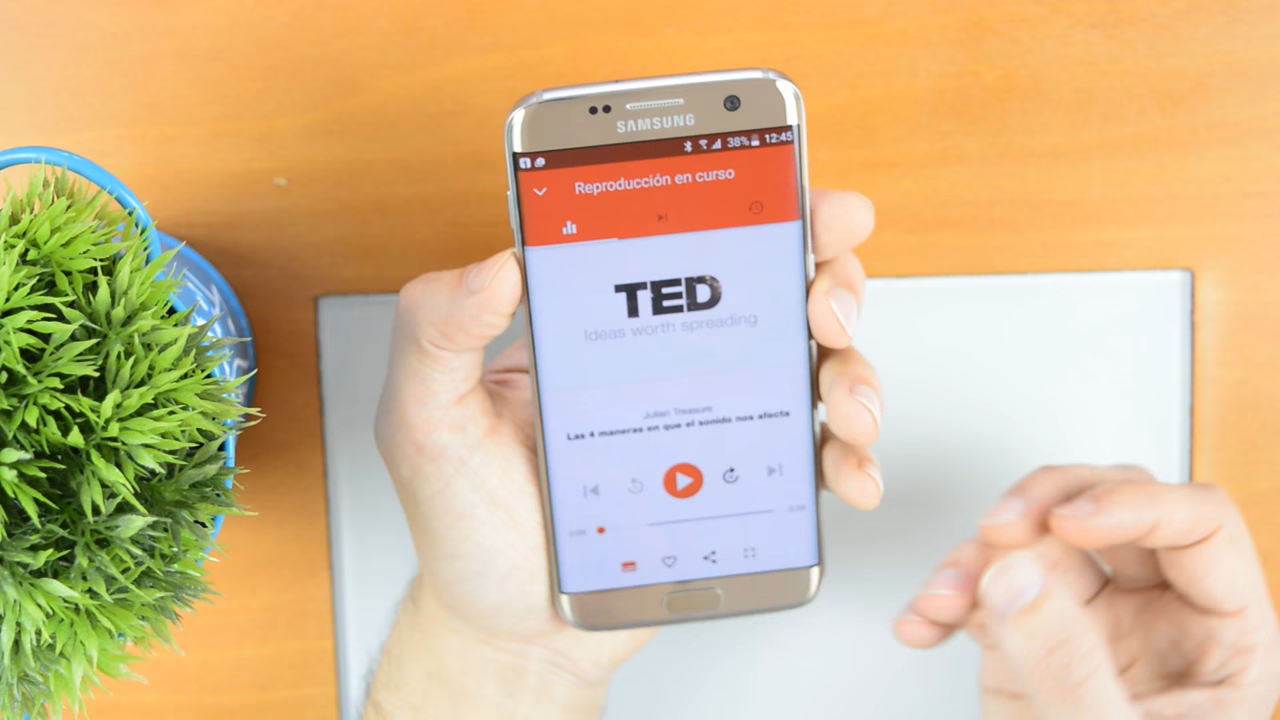 SAMSUNG
38% 12:45
Reproducción en curso
TED
Ideas worth spreading
Julian Treasure
Las 4 maneras en que el sonido nos afecta